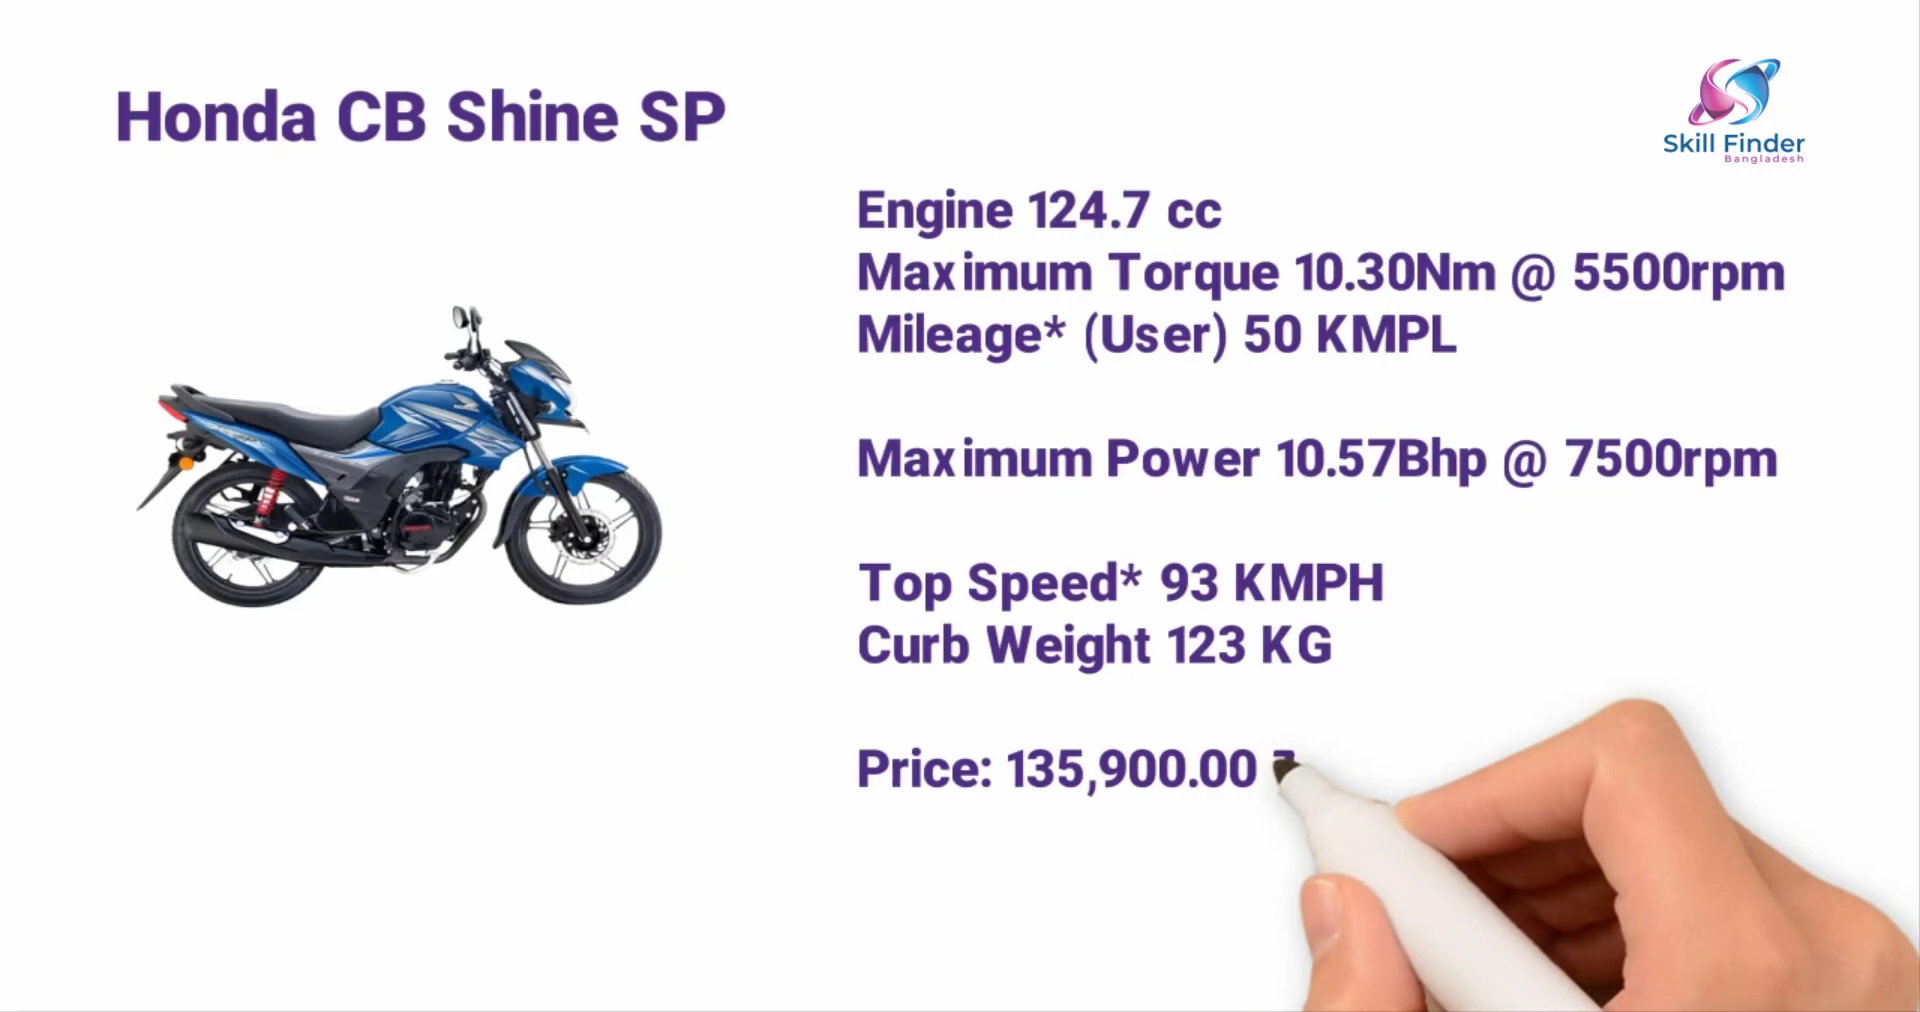 Honda CB Shine SP
Skill Finder
Bangladesh
Engine 124.7 cc
Maximum Torque 10.30Nm @ 5500rpm
Mileage* (User) 50 KMPL
Maximum Power 10.57Bhp @ 7500rpm
Top Speed* 93 KMPH
Curb Weight 123 KG
Price: 135,900.00